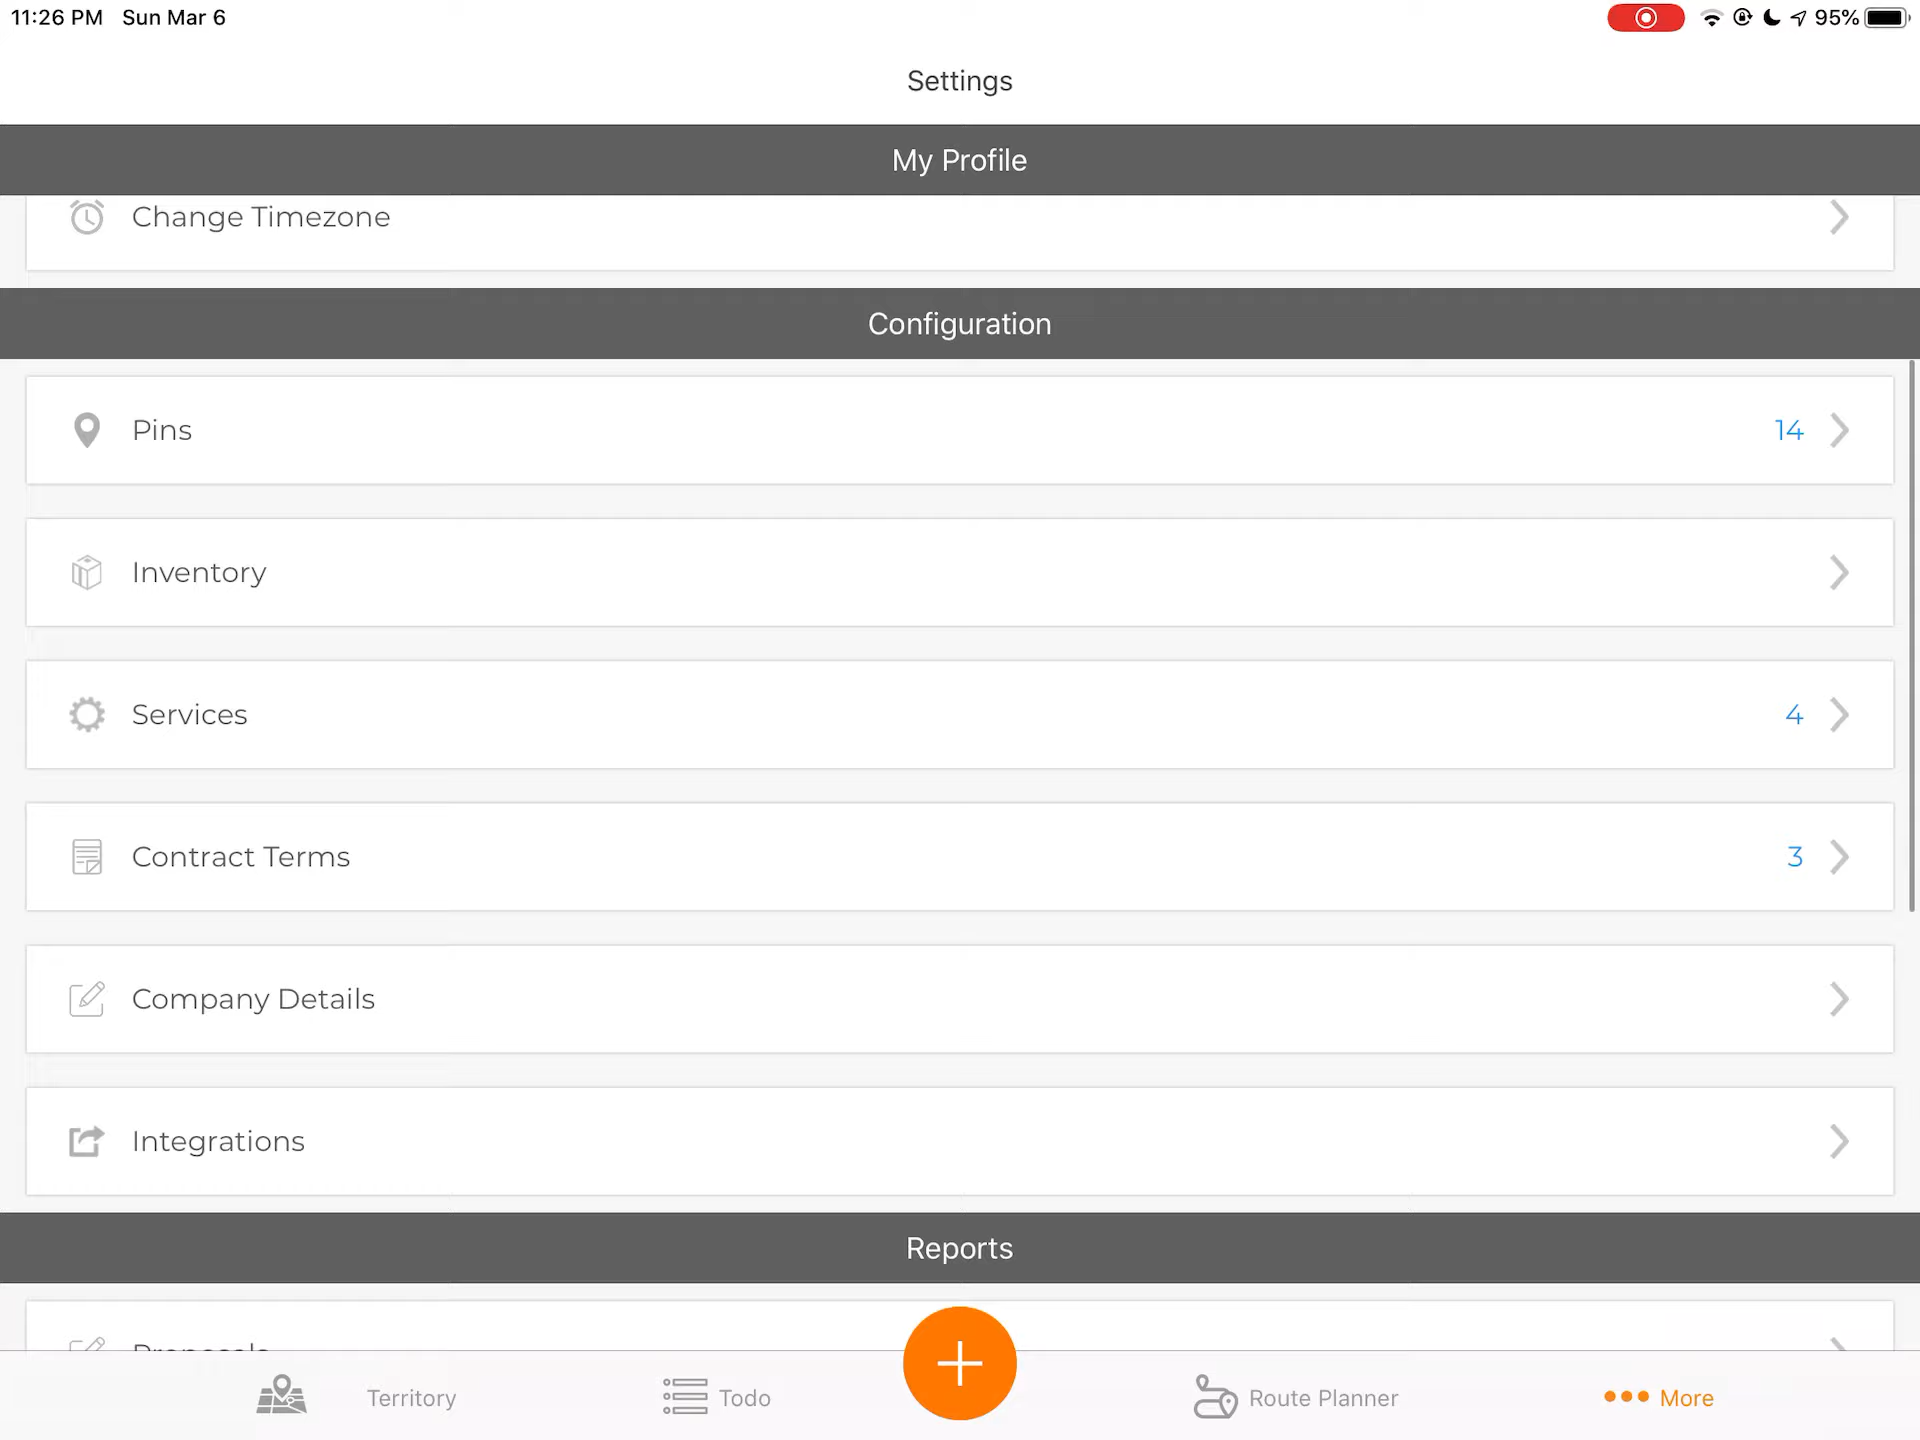 11:26 PM Sun Mar 6 95%
Settings
My Profile
Change Timezone
Configuration
Pins 14
Inventory
Services 4
Contract Terms 3
Company Details
Integrations
Reports
Proposals
Territory Todo Route Planner More